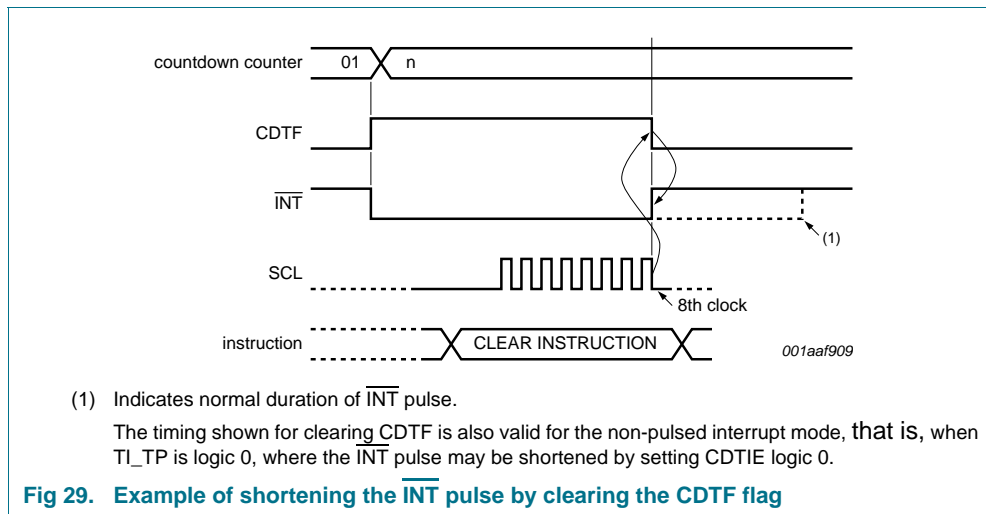 countdown counter 01 n
CDTF
INT
(1)
SCL
8th clock
instruction CLEAR INSTRUCTION
001aaf909
(1) Indicates normal duration of INT pulse.
The timing shown for clearing CDTF is also valid for the non-pulsed interrupt mode, that is, when
TI_TP is logic 0, where the INT pulse may be shortened by setting CDTIE logic 0.
Fig 29. Example of shortening the INT pulse by clearing the CDTF flag